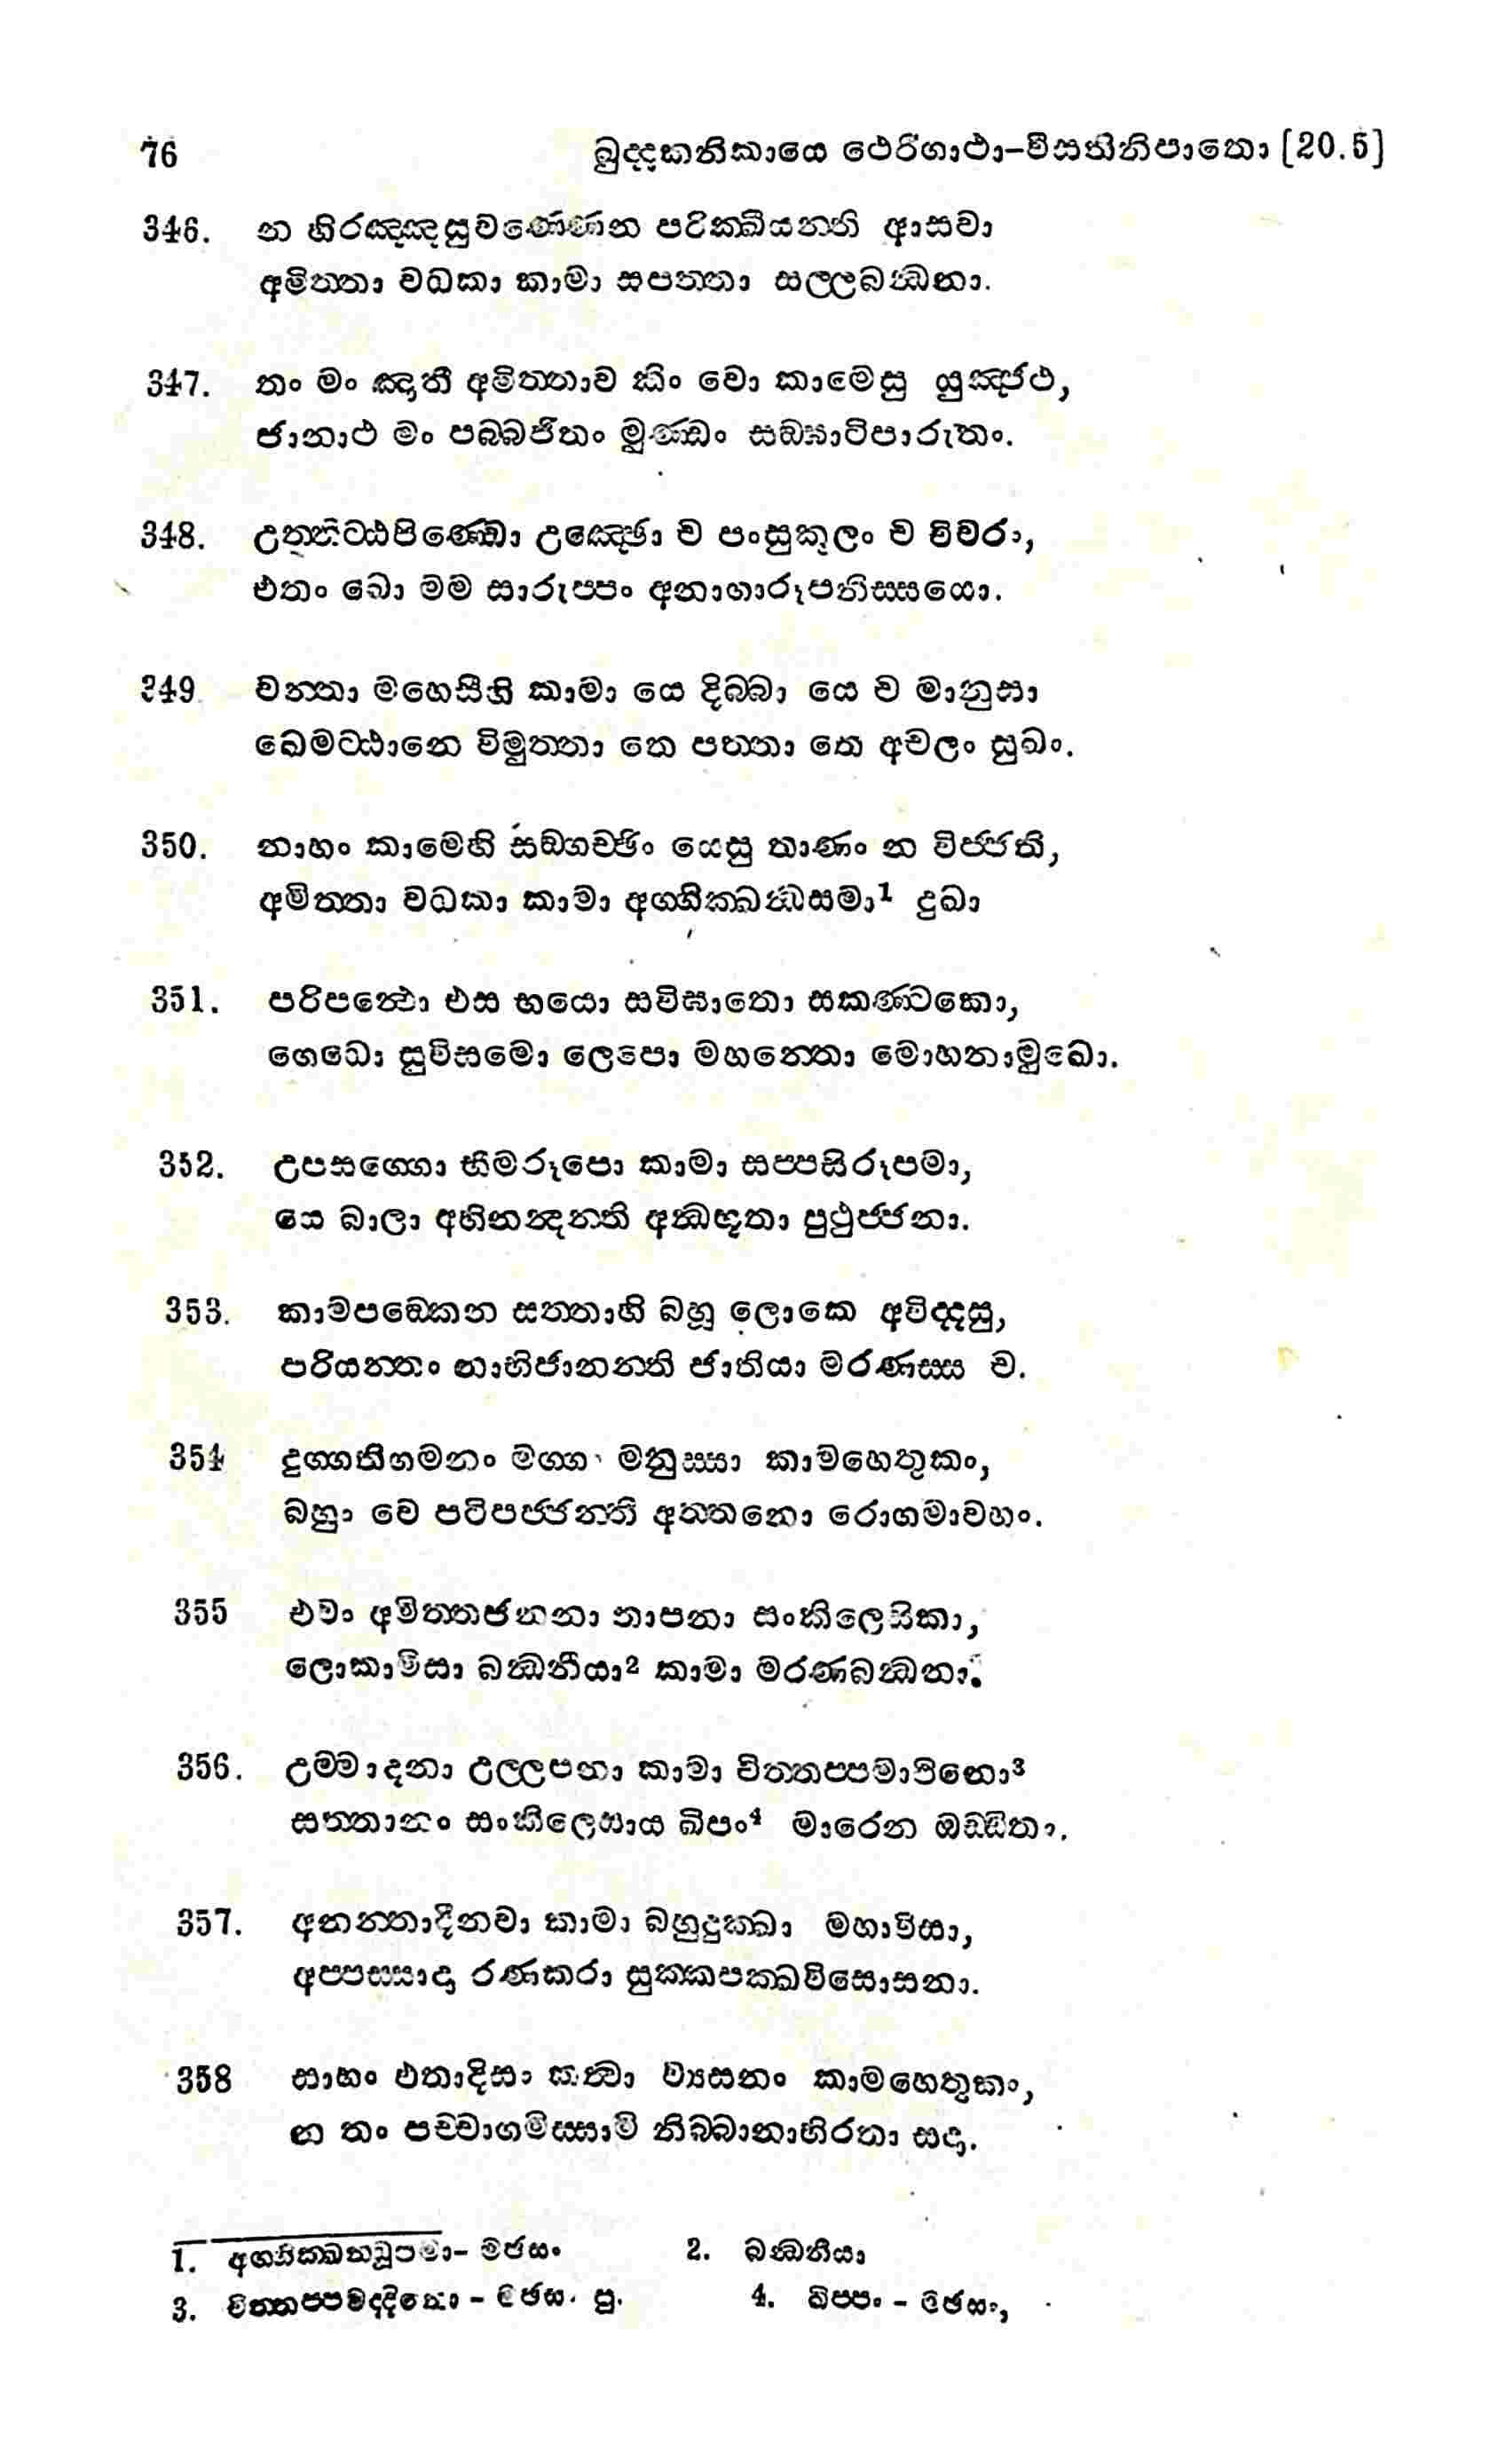 76 ඛුද්දකනිකායෙ ථෙරිගාථා-වීසතිනිපාතො [20.5]
346. න හිරඤ්ඤසුවණ්ණෙන පරික්ඛීයන්ති ආසවා
අමිත්තා වධකා කාමා සපත්තා සල්ලබන්ධනා.
347. තං මං ඤාතී අමිත්තාව කිං වො කාමෙසු යුඤ්ජථ,
ජානාථ මං පබ්බජිතං මුණ්ඩං සඞ්ඝාටිපාරුතං.
348. උත්තිට්ඨපිණ්ඩො උඤ්ඡො ච පංසුකූලං ච චීවරං,
එතං ඛො මම සාරුප්පං අනාගාරූපනිස්සයො.
349. වන්තා මහෙසීහි කාමා යෙ දිබ්බා යෙ ච මානුසා
ඛෙමට්ඨානෙ විමුත්තා තෙ පත්තා තෙ අචලං සුඛං.
350. නාහං කාමෙහි සඞ්ගච්ඡිං යෙසු තාණං න විජ්ජති,
අමිත්තා වධකා කාමා අග්ගික්ඛන්ධසමා¹ දුඛා
351. පරිපන්ථො එස භයො සවිඝාතො සකණ්ටකො,
ගෙධො සුවිසමො ලෙපො මහන්තො මොහනාමුඛො.
352. උපසග්ගො භීමරූපො කාමා සප්පසිරූපමා,
යෙ බාලා අභිනන්දන්ති අන්ධභූතා පුථුජ්ජනා.
353. කාමපඞ්කෙන සත්තාහි බහූ ලොකෙ අවිද්දසු,
පරියන්තං නාභිජානන්ති ජාතියා මරණස්ස ච.
354 දුග්ගතිගමනං මග්ගං මනුස්සා කාමහෙතුකං,
බහුං වෙ පටිපජ්ජන්ති අත්තනො රොගමාවහං.
355 එවං අමිත්තජනනා තාපනා සංකිලෙසිකා,
ලොකාමිසා බන්ධනීයා² කාමා මරණබන්ධනා.
356. උම්මාදනා උල්ලපනා කාමා චිත්තප්පමාථිනො³
සත්තානං සංකිලෙසාය ඛිපං⁴ මාරෙන ඔඩ්ඩිතං.
357. අනන්තාදීනවා කාමා බහුදුක්ඛා මහාවිසා,
අප්පස්සාදා රණකරා සුක්කපක්ඛවිසොසනා.
358 සාහං එතාදිසං කත්වා ව්‍යසනං කාමහෙතුකං,
න තං පච්චාගමිස්සාමි නිබ්බානාභිරතා සදා.
1. අග්ගික්ඛන්ධූපමා- මජසං 2. බන්ධනීයා
3. චිත්තප්පමද්දිනො - මජසං. පු. 4. ඛිප්පං - මජසං,